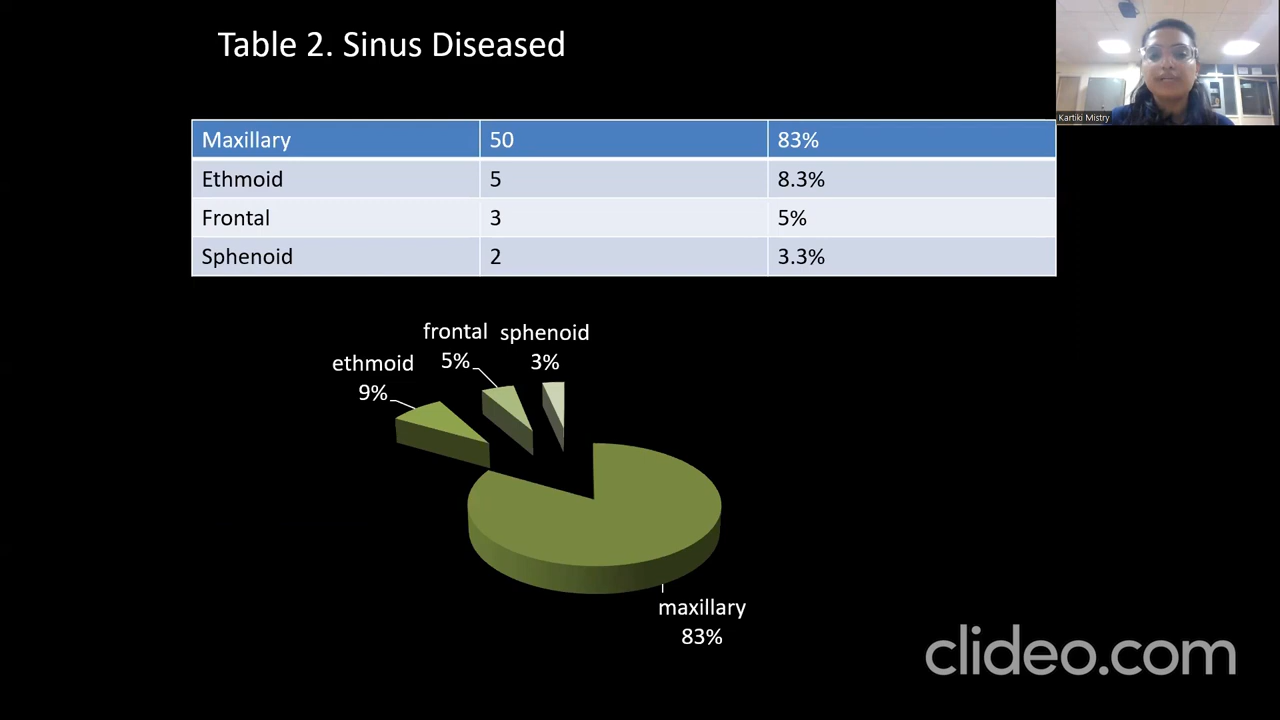 Table 2. Sinus Diseased
Kartiki Mistry
Maxillary 50 83%
Ethmoid 5 8.3%
Frontal 3 5%
Sphenoid 2 3.3%
frontal sphenoid
5% 3%
ethmoid
9%
maxillary
83%
clideo.com